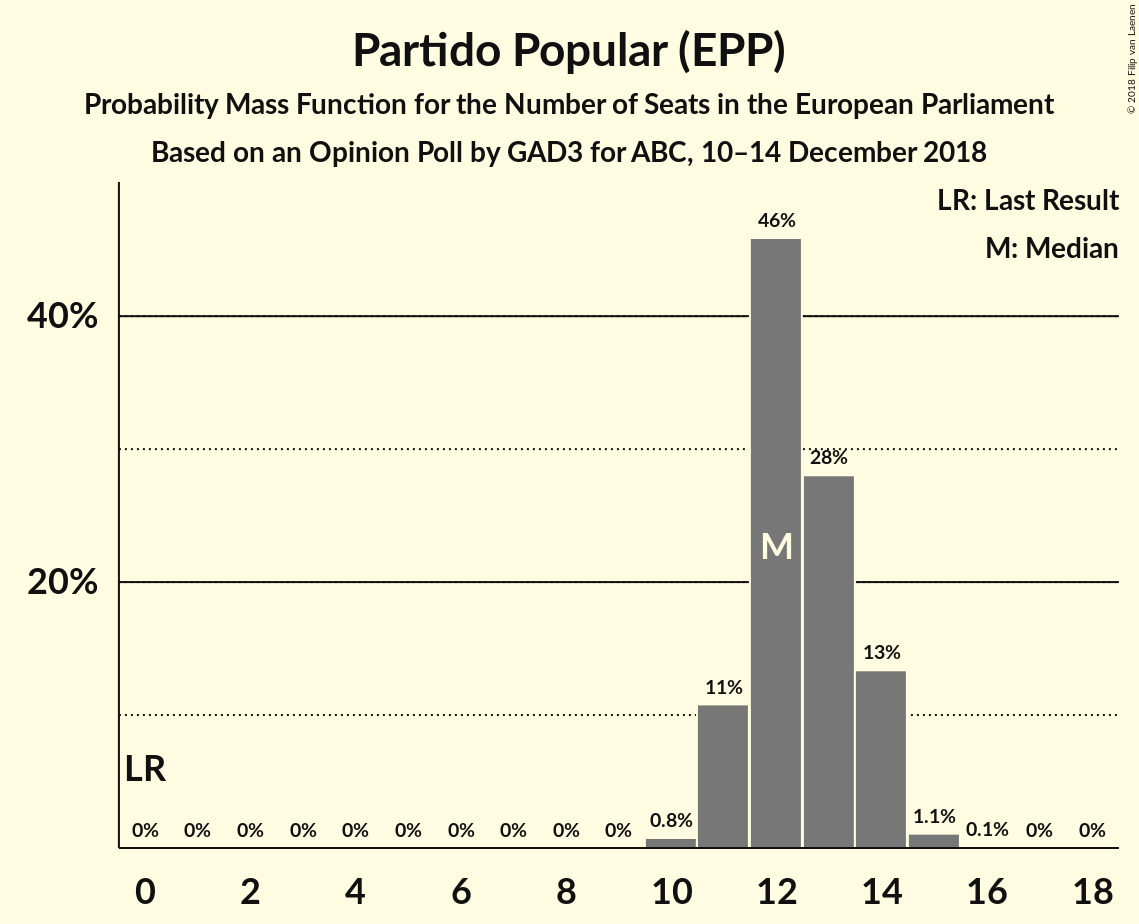 Partido Popular (EPP)
Probability Mass Function for the Number of Seats in the European Parliament
Based on an Opinion Poll by GAD3 for ABC, 10–14 December 2018
© 2018 Filip van Laenen
LR: Last Result
M: Median
46%
40%
28%
M
20%
13%
11%
LR
0% 0% 0% 0% 0% 0% 0% 0% 0% 0% 0.8% 1.1% 0.1% 0% 0%
0 2 4 6 8 10 12 14 16 18